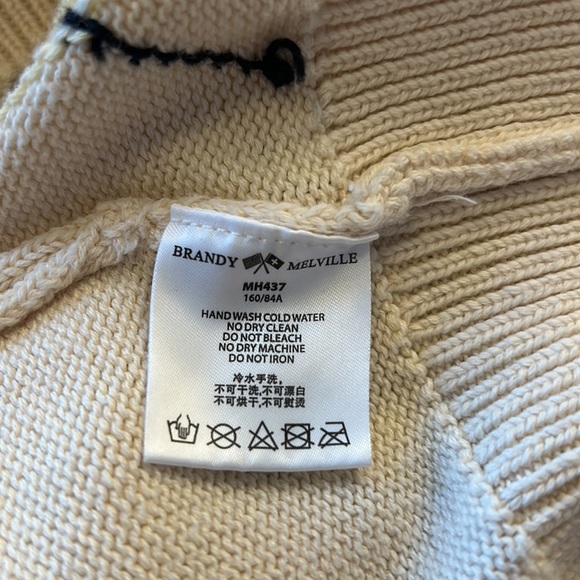 BRANDY MELVILLE
MH437
160/84A
HAND WASH COLD WATER
NO DRY CLEAN
DO NOT BLEACH
NO DRY MACHINE
DO NOT IRON
冷水手洗，
不可干洗，不可漂白
不可烘干，不可熨烫